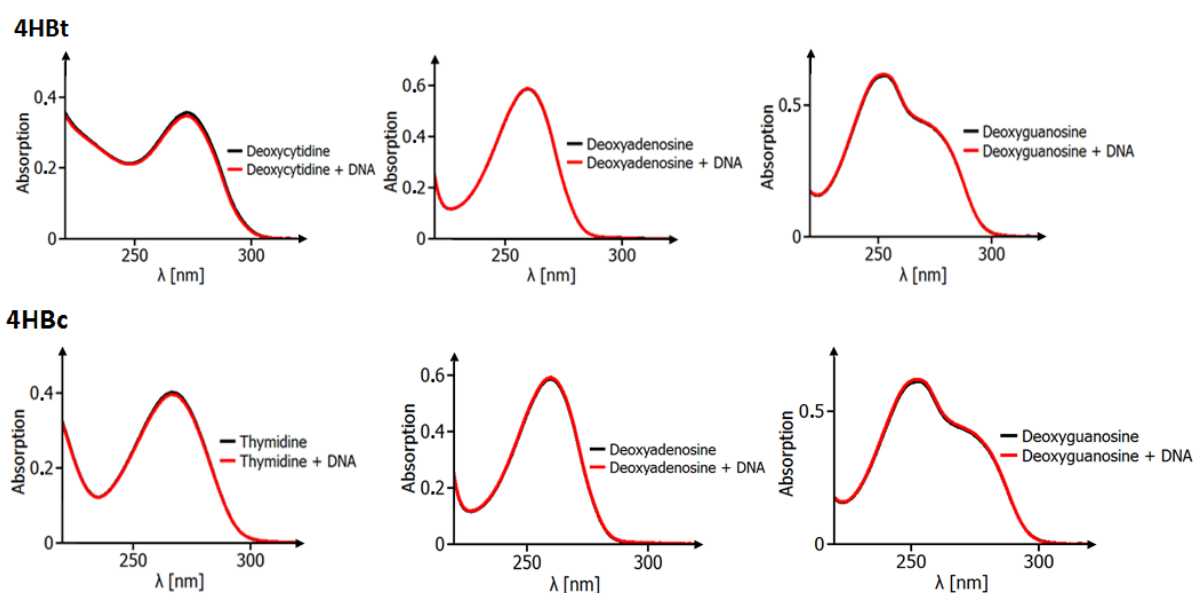 4HBt
Absorption
0.4
0.2
0
250
300
λ [nm]
Deoxycytidine
Deoxycytidine + DNA
Absorption
0.6
0.4
0.2
0
250
300
λ [nm]
Deoxyadenosine
Deoxyadenosine + DNA
Absorption
0.5
0
250
300
λ [nm]
Deoxyguanosine
Deoxyguanosine + DNA
4HBc
Absorption
0.4
0.2
0
250
300
λ [nm]
Thymidine
Thymidine + DNA
Absorption
0.6
0.4
0.2
0
250
300
λ [nm]
Deoxyadenosine
Deoxyadenosine + DNA
Absorption
0.5
0
250
300
λ [nm]
Deoxyguanosine
Deoxyguanosine + DNA